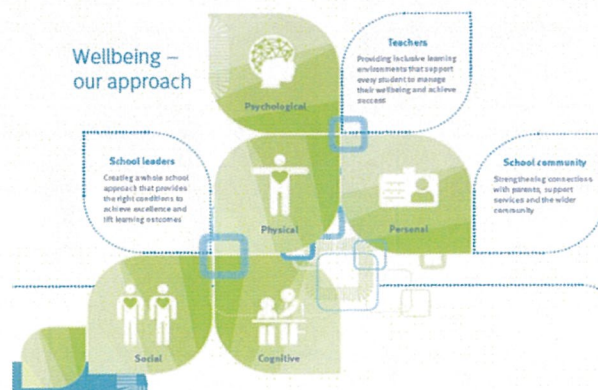 Wellbeing –
our approach
Psychological
Teachers
Providing inclusive learning
environments that support
every student to manage
their wellbeing and achieve
success
School leaders
Creating a whole school
approach that provides
the right conditions to
achieve excellence and
lift learning outcomes
Physical
Personal
School community
Strengthening connections
with parents, support
services and the wider
community
Social
Cognitive